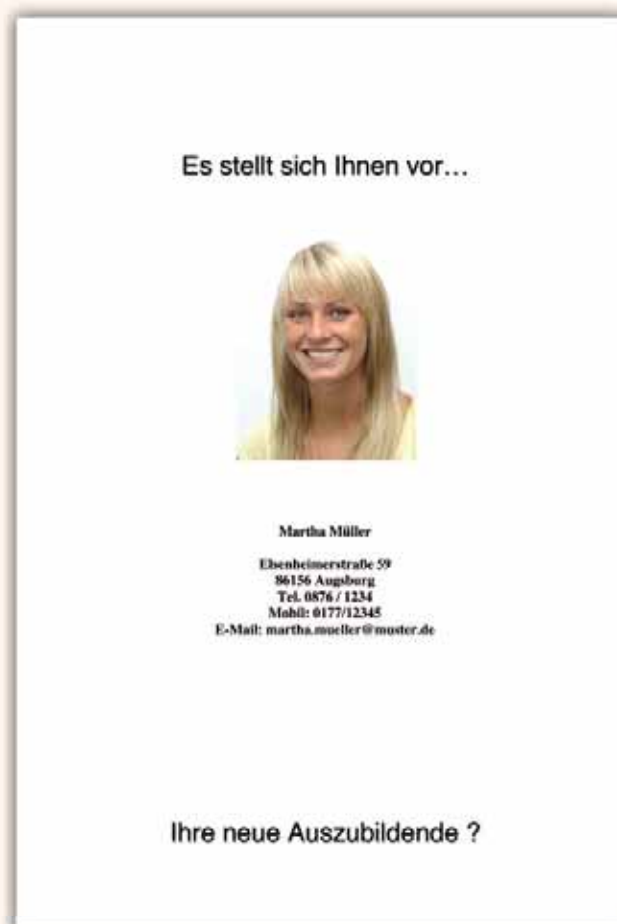 Es stellt sich Ihnen vor...
Martha Müller
Elsenheimerstraße 59
86156 Augsburg
Tel. 0876 / 1234
Mobil: 0177/12345
E-Mail: martha.mueller@muster.de
Ihre neue Auszubildende ?